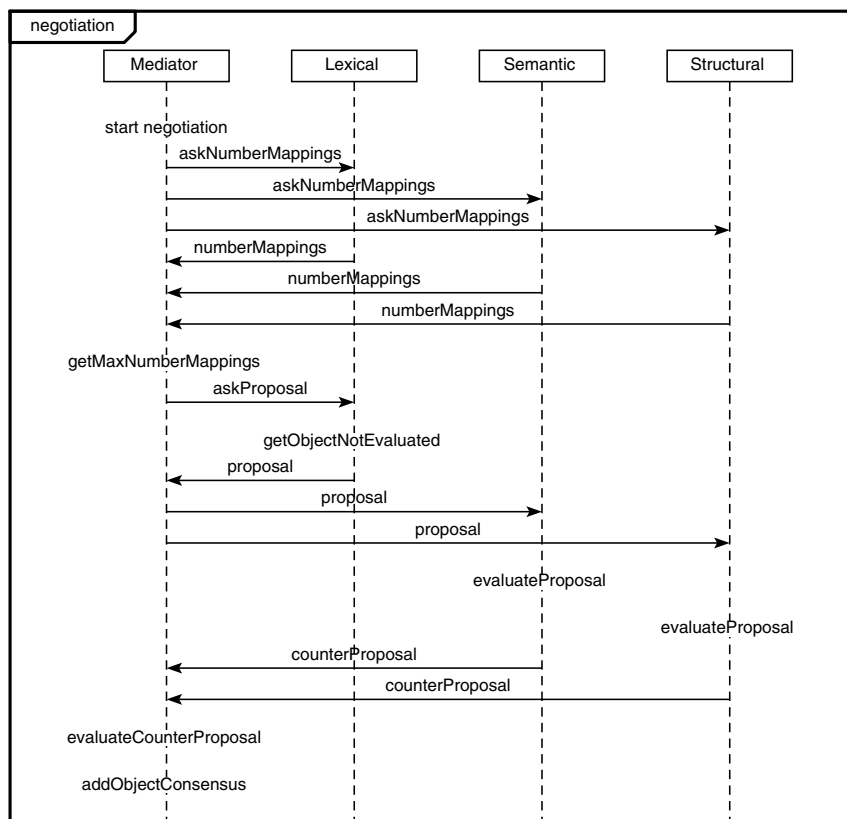 negotiation
Mediator
Lexical
Semantic
Structural
start negotiation
askNumberMappings
askNumberMappings
askNumberMappings
numberMappings
numberMappings
numberMappings
getMaxNumberMappings
askProposal
getObjectNotEvaluated
proposal
proposal
proposal
evaluateProposal
evaluateProposal
counterProposal
counterProposal
evaluateCounterProposal
addObjectConsensus